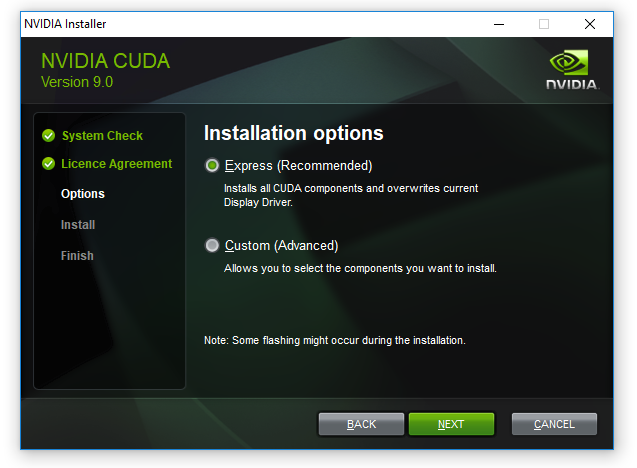 NVIDIA Installer
NVIDIA CUDA
Version 9.0
NVIDIA.
System Check
Licence Agreement
Options
Install
Finish
Installation options
Express (Recommended)
Installs all CUDA components and overwrites current
Display Driver.
Custom (Advanced)
Allows you to select the components you want to install.
Note: Some flashing might occur during the installation.
BACK
NEXT
CANCEL